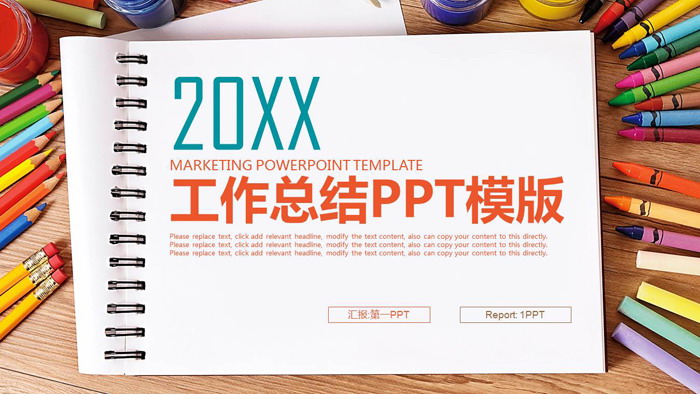 20XX
MARKETING POWERPOINT TEMPLATE
工作总结PPT模版
Please replace text, click add relevant headline, modify the text content, also can copy your content to this directly.
Please replace text, click add relevant headline, modify the text content, also can copy your content to this directly.
Please replace text, click add relevant headline, modify the text content, also can copy your content to this directly.
汇报:第一PPT
Report: 1PPT